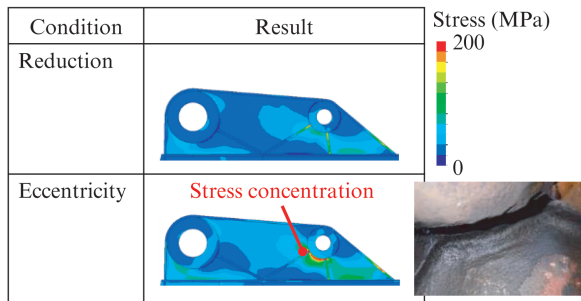 Condition
Result
Stress (MPa)
200
0
Reduction
Eccentricity
Stress concentration